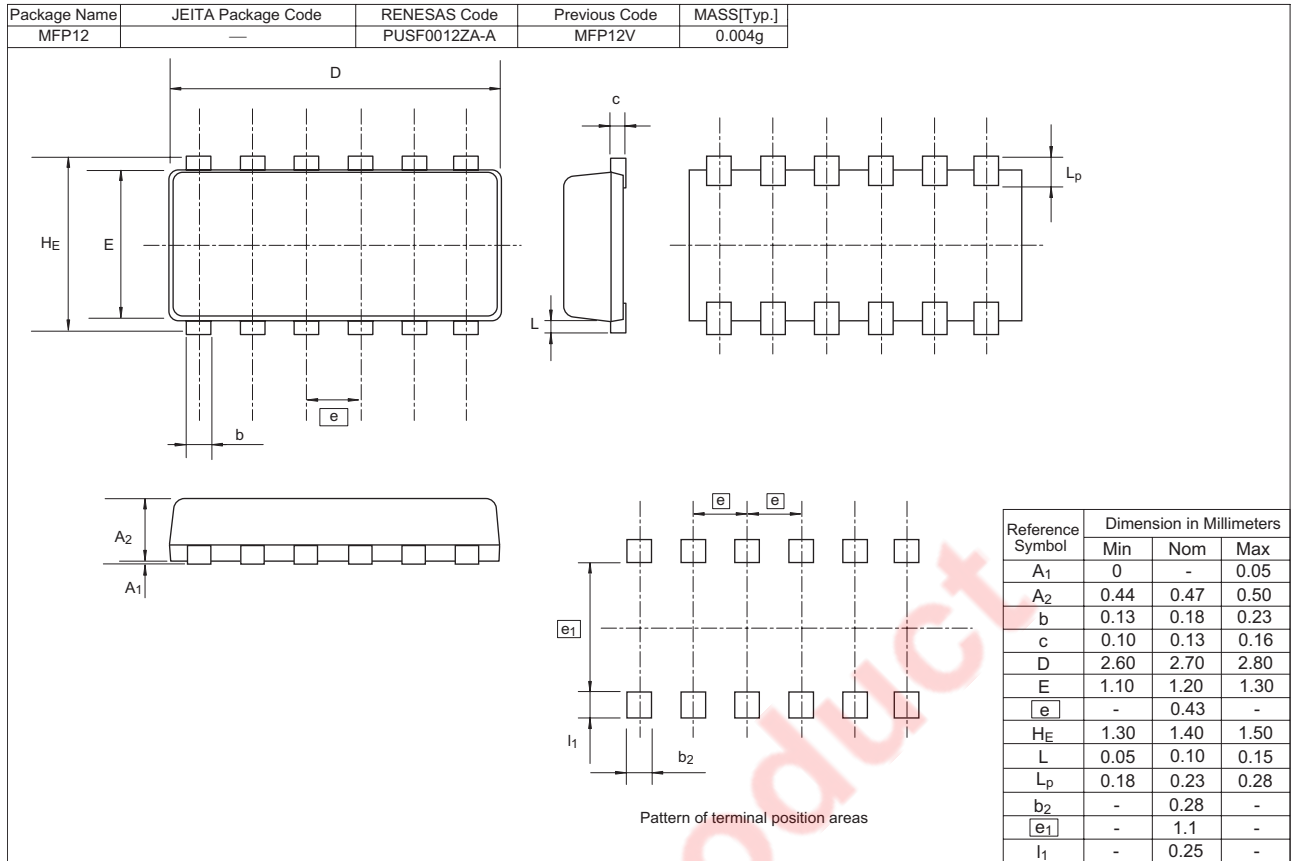 Package Name JEITA Package Code RENESAS Code Previous Code MASS[Typ.]
MFP12 — PUSF0012ZA-A MFP12V 0.004g
D
c
HE
E
L
Lp
e
b
A2
A1
e e
e1
l1
b2
Pattern of terminal position areas
Reference Symbol Dimension in Millimeters
Min Nom Max
A1 0 - 0.05
A2 0.44 0.47 0.50
b 0.13 0.18 0.23
c 0.10 0.13 0.16
D 2.60 2.70 2.80
E 1.10 1.20 1.30
e - 0.43 -
HE 1.30 1.40 1.50
L 0.05 0.10 0.15
Lp 0.18 0.23 0.28
b2 - 0.28 -
e1 - 1.1 -
l1 - 0.25 -